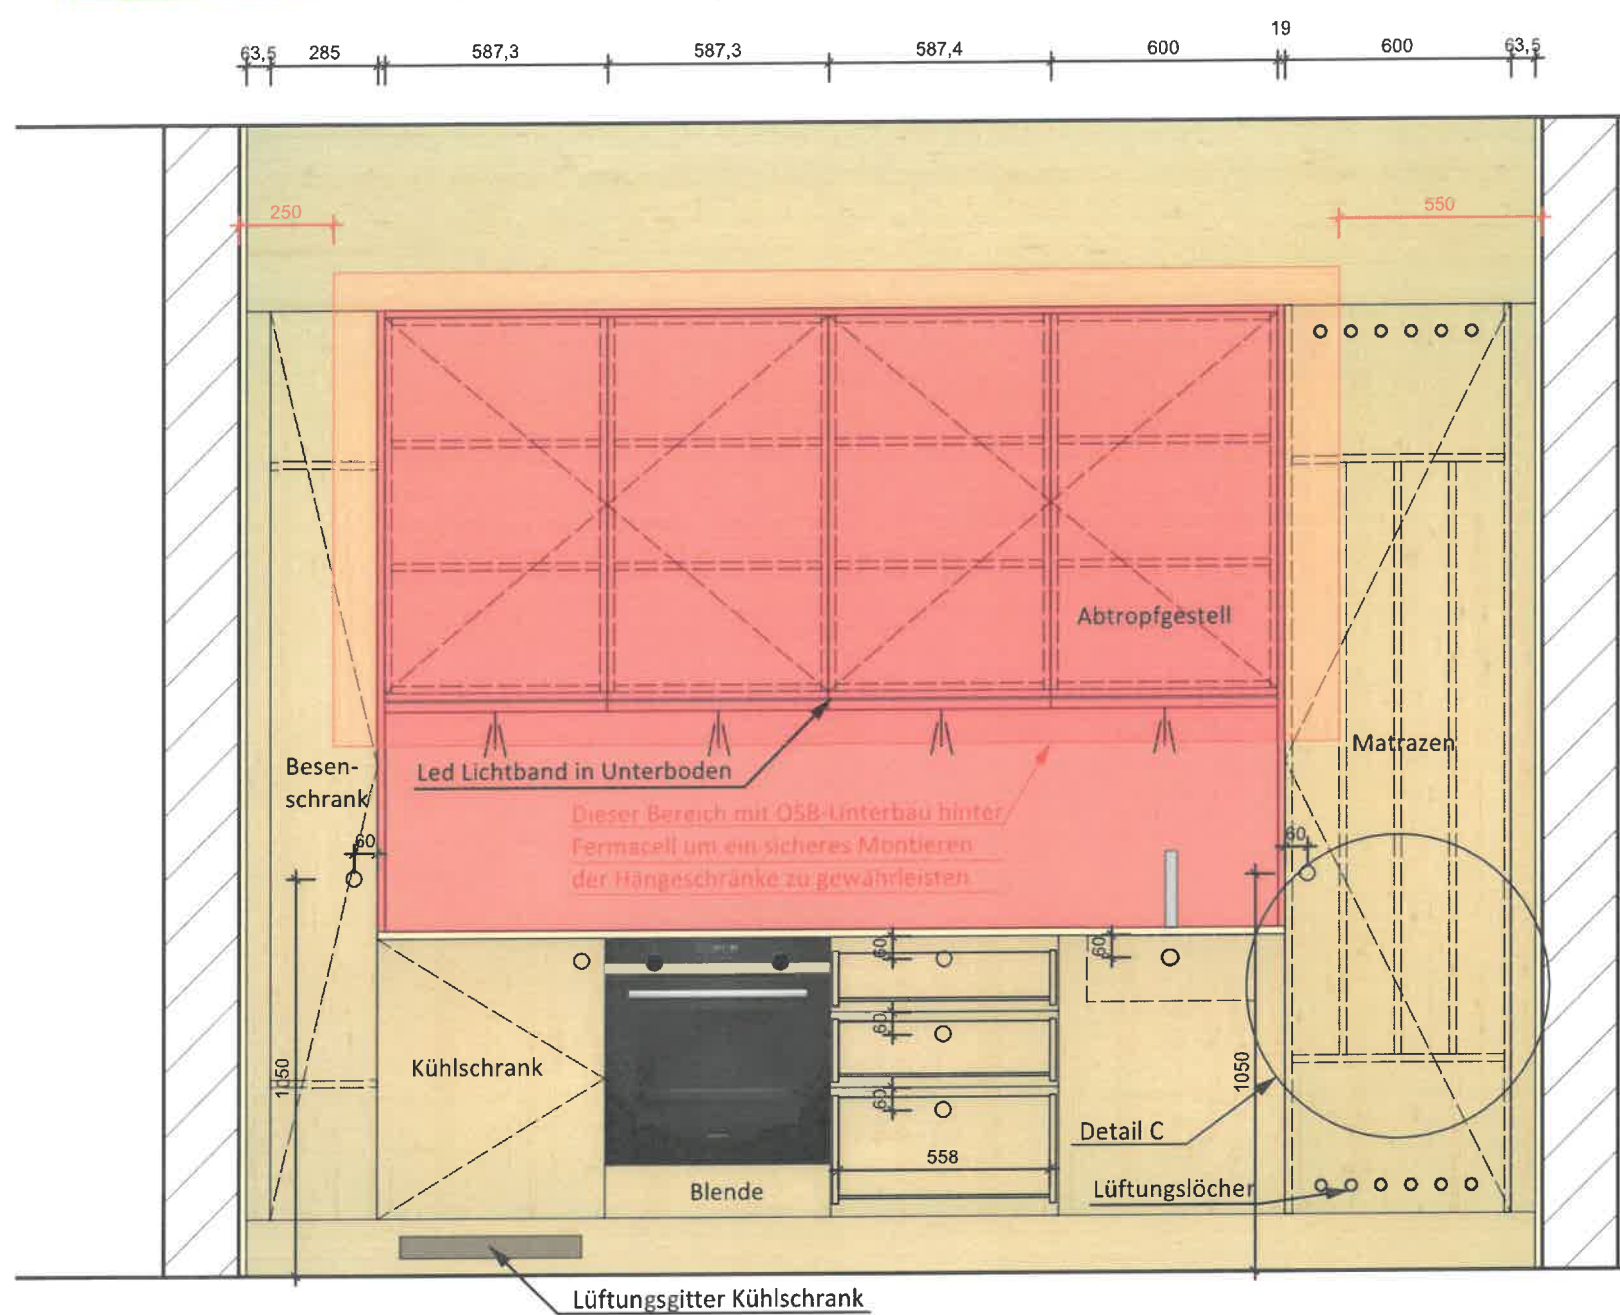 19
63,5 285 587,3 587,3 587,4 600 600 63,5
250 550
Abtropfgestell
Besen-
schrank
Led Lichtband in Unterboden
Matrazen
Dieser Bereich mit OSB-Unterbau hinter
Fermacell um ein sicheres Montieren
der Hängeschränke zu gewährleisten
60 60
60 60
60
Kühlschrank
1050 1050
60
Detail C
558
Blende
Lüftungslöcher
Lüftungsgitter Kühlschrank